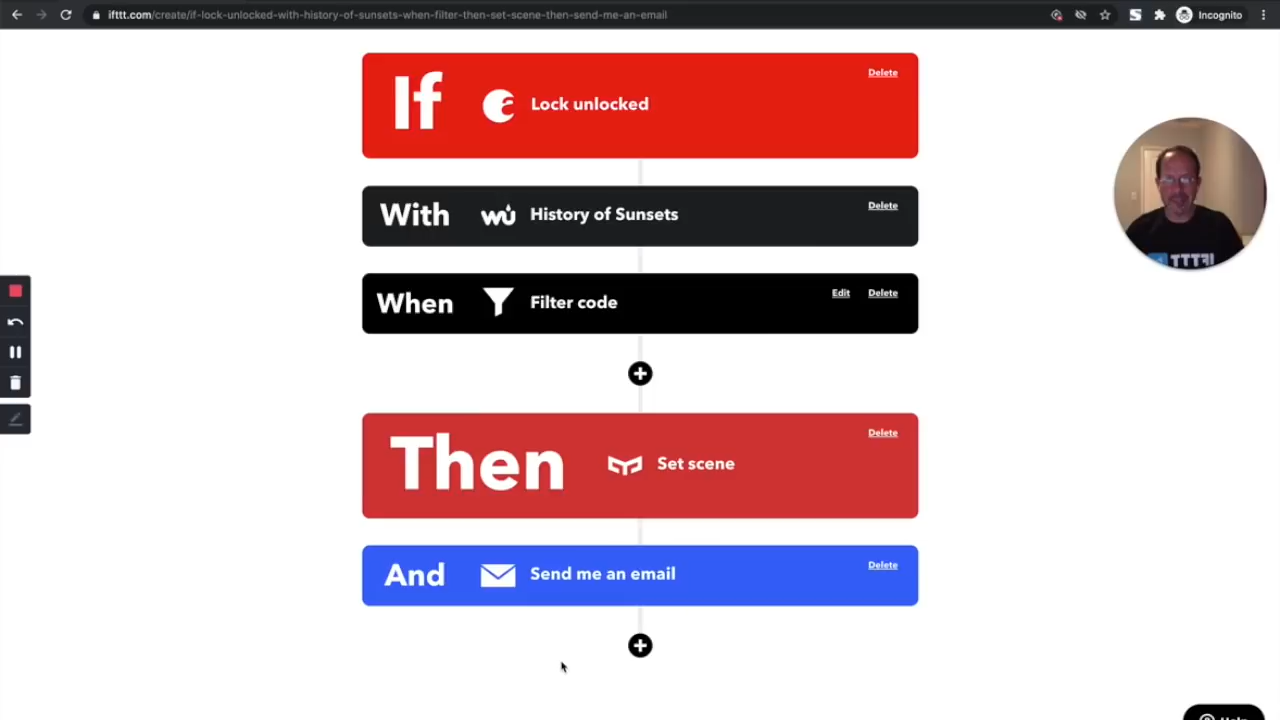 ifttt.com/create/if-lock-unlocked-with-history-of-sunsets-when-filter-then-set-scene-then-send-me-an-email
Incognito
If
Lock unlocked
Delete
With
History of Sunsets
Delete
When
Filter code
Edit
Delete
Then
Set scene
Delete
And
Send me an email
Delete
IFTTT
Help